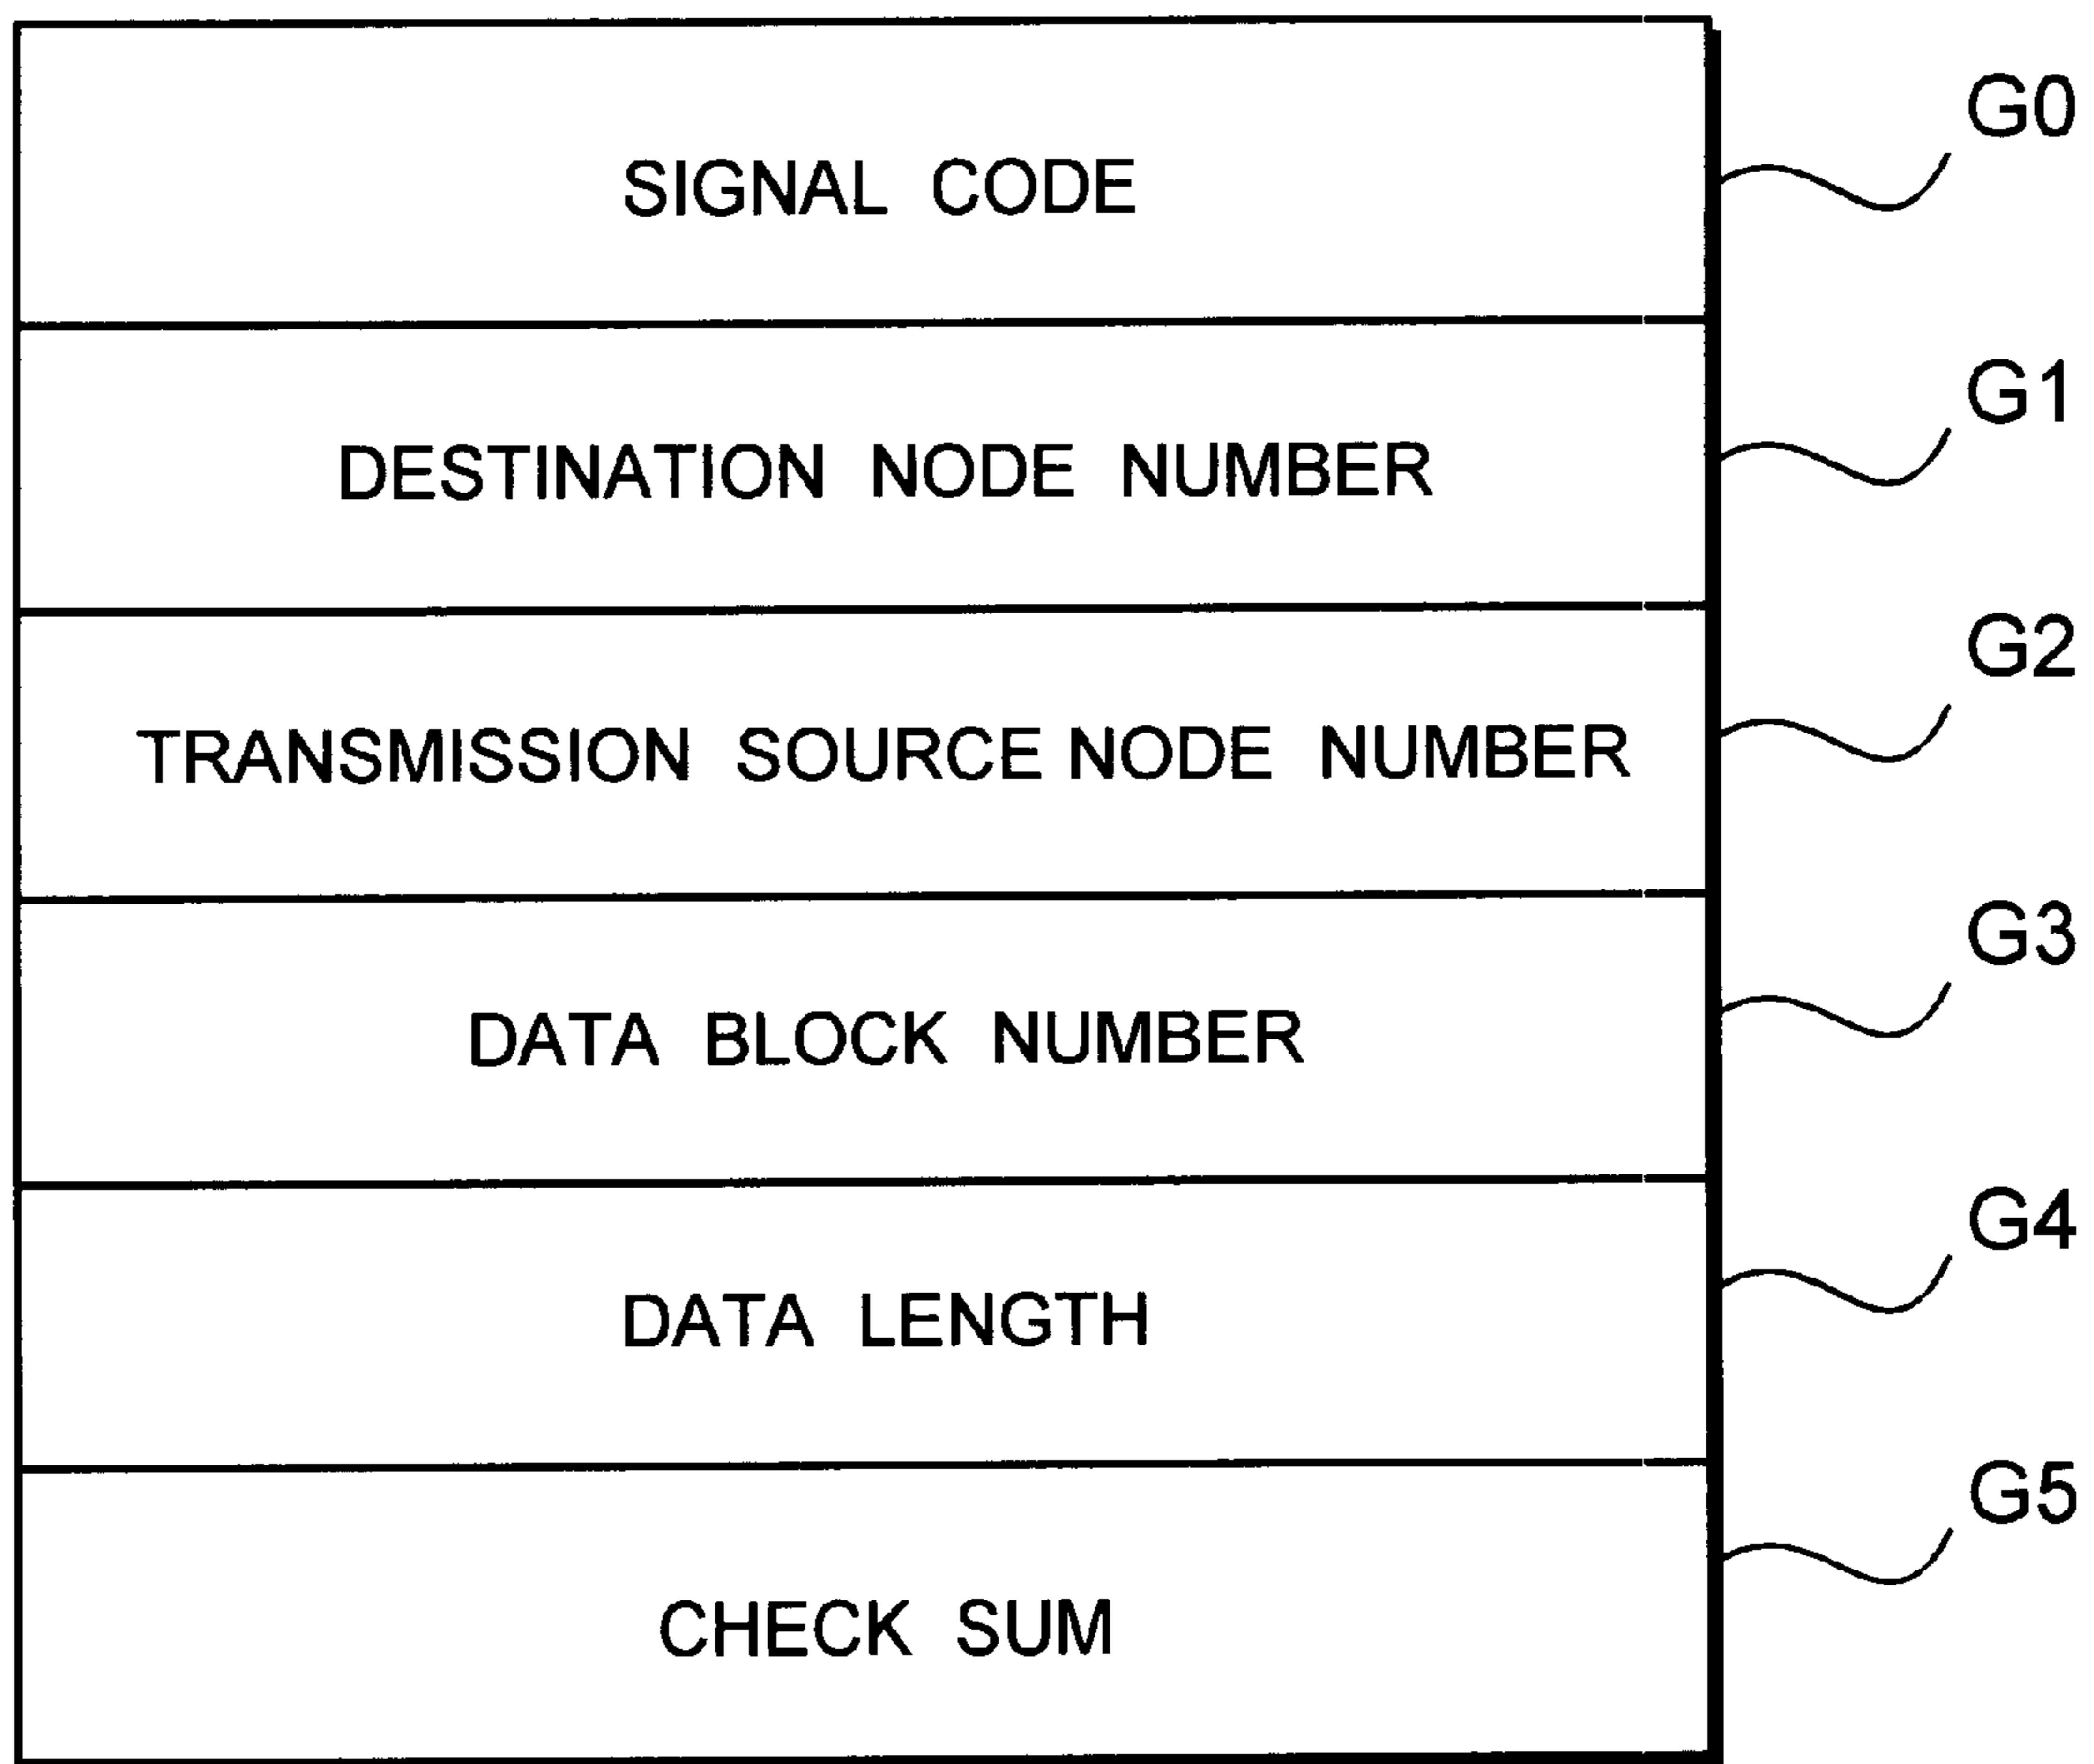 G0
SIGNAL CODE
G1
DESTINATION NODE NUMBER
G2
TRANSMISSION SOURCE NODE NUMBER
G3
DATA BLOCK NUMBER
G4
DATA LENGTH
G5
CHECK SUM